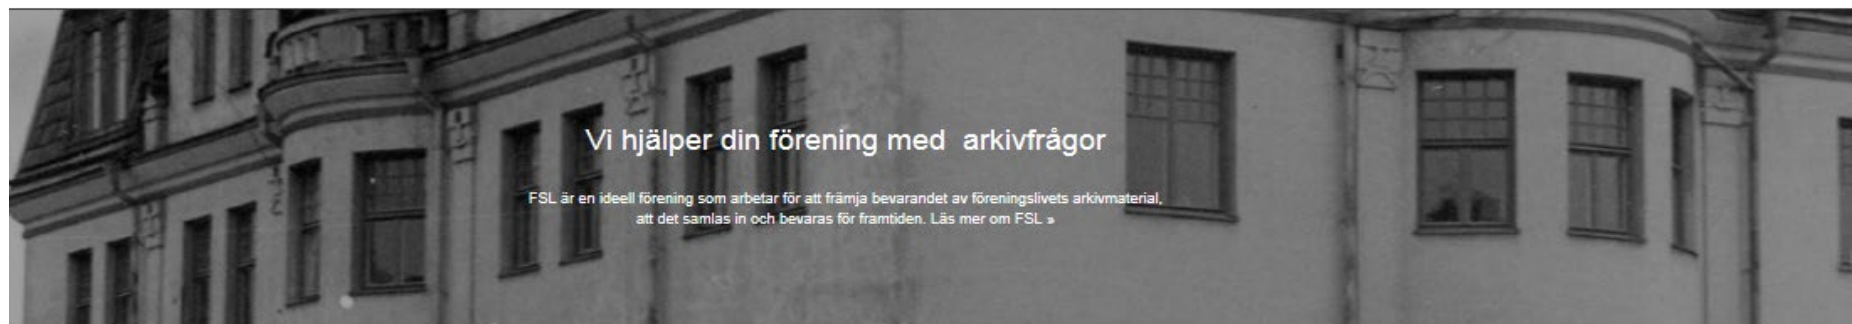 Vi hjälper din förening med  arkivfrågor
FSL är en ideell förening som arbetar för att främja bevarandet av föreningslivets arkivmaterial,
att det samlas in och bevaras för framtiden. Läs mer om FSL »